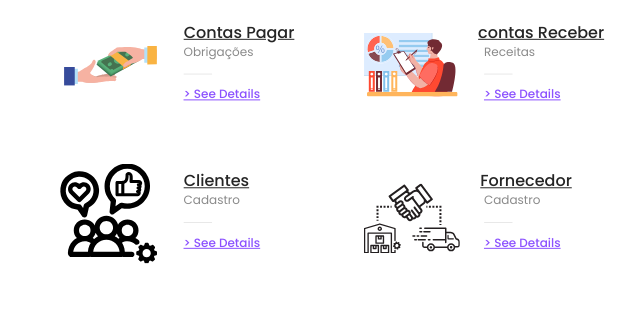 Contas Pagar
Obrigações
> See Details
contas Receber
Receitas
> See Details
%
Clientes
Cadastro
> See Details
Fornecedor
Cadastro
> See Details